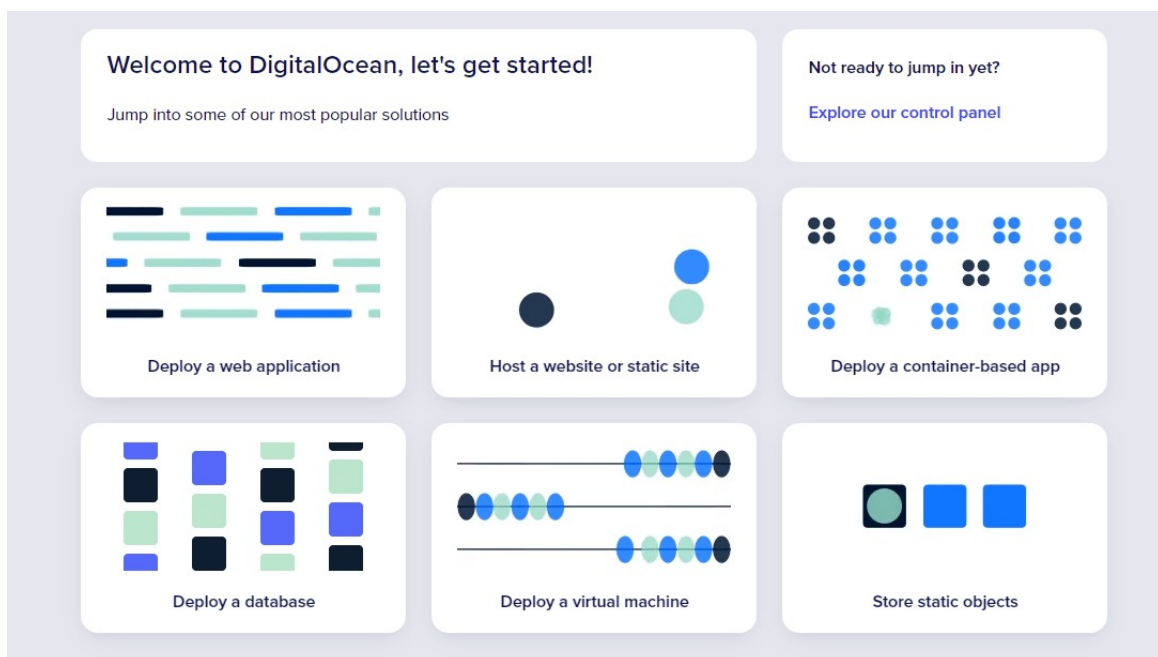 Welcome to DigitalOcean, let's get started!
Jump into some of our most popular solutions
Not ready to jump in yet?
Explore our control panel
Deploy a web application
Host a website or static site
Deploy a container-based app
Deploy a database
Deploy a virtual machine
Store static objects